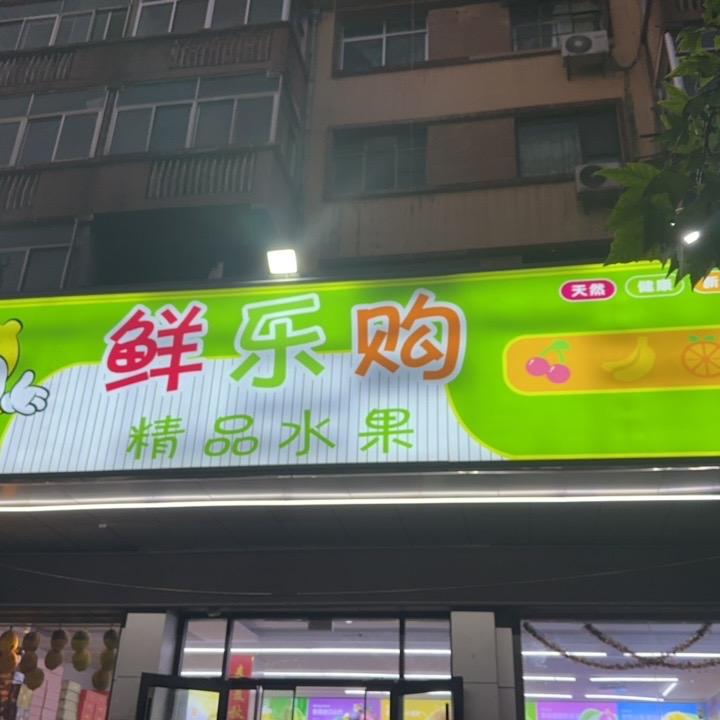 天然 健康
鲜乐购
精品水果